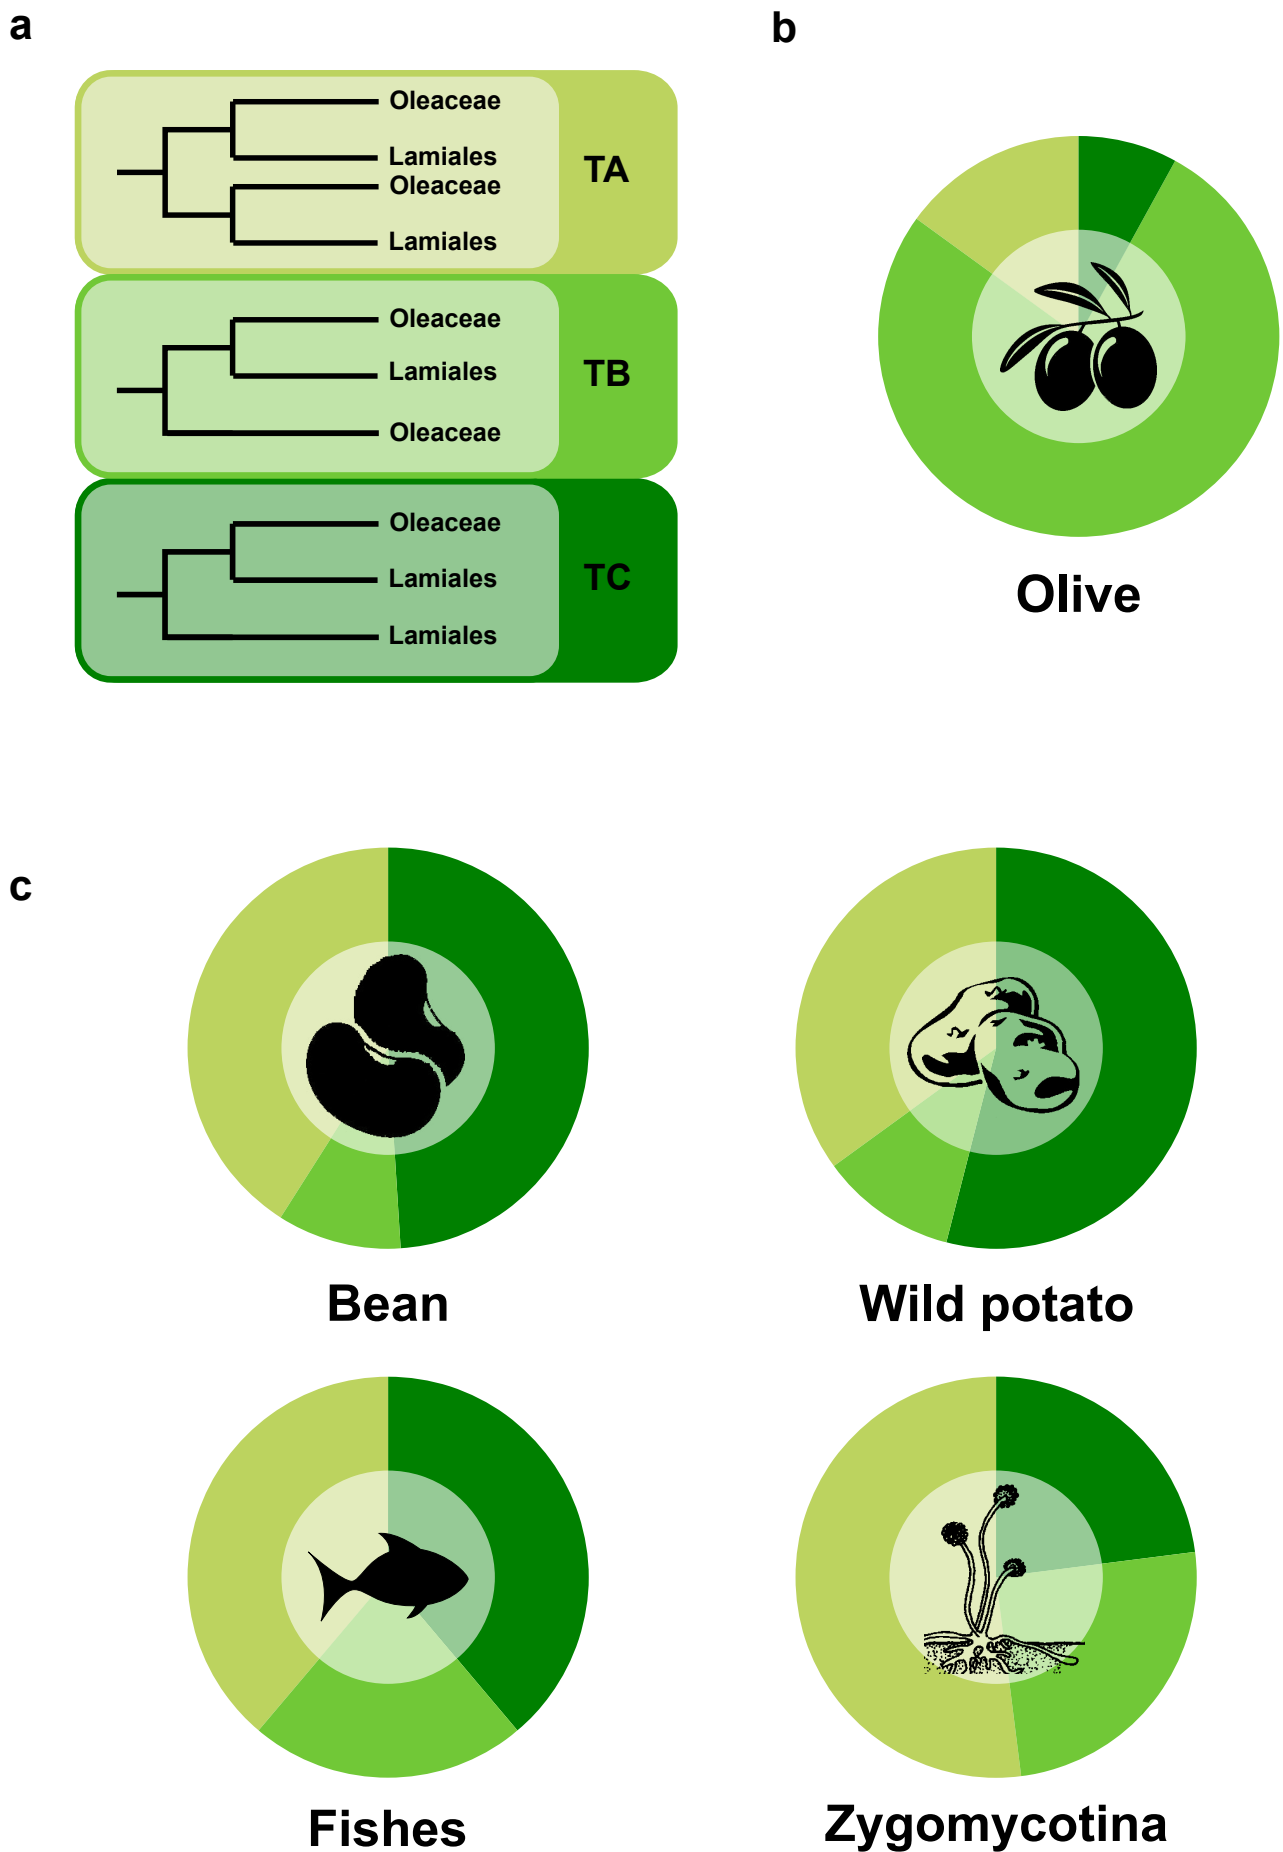 a
Oleaceae
Lamiales
Oleaceae
Lamiales
TA
Oleaceae
Lamiales
Oleaceae
TB
Oleaceae
Lamiales
Lamiales
TC
b
Olive
c
Bean
Wild potato
Fishes
Zygomycotina